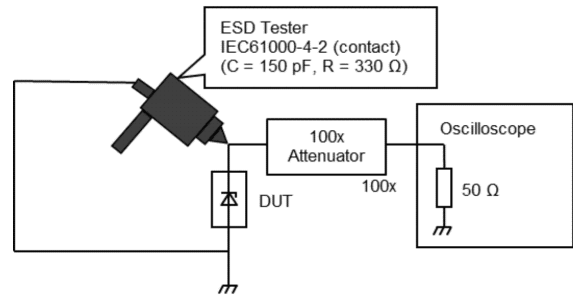 ESD Tester
IEC61000-4-2 (contact)
(C = 150 pF, R = 330 Ω)
100x
Attenuator
100x
Oscilloscope
50 Ω
DUT